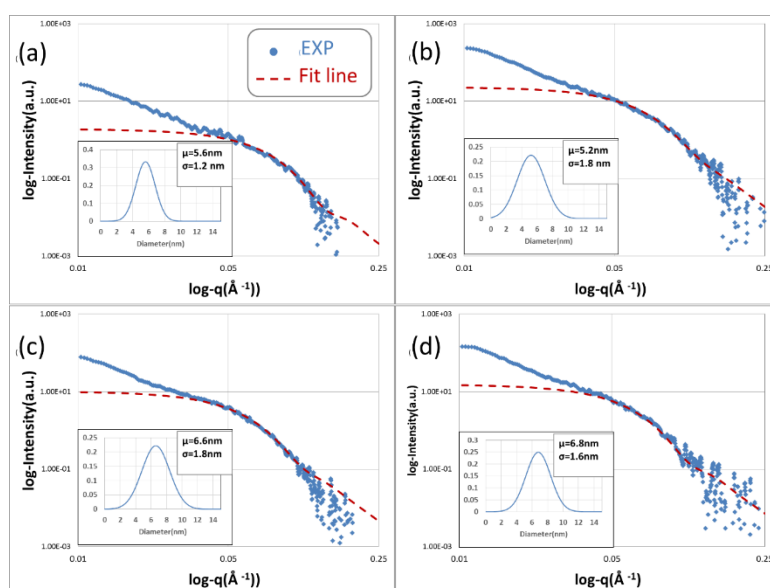 (a)
EXP
Fit line
1.00E+03
1.00E+01
1.00E-01
1.00E-03
log-Intensity(a.u.)
0.4
0.3
0.2
0.1
0
0 2 4 6 8 10 12 14
Diameter(nm)
μ=5.6nm
σ=1.2 nm
0.01 0.05 0.25
log-q(Å -1))
(b)
1.00E+03
1.00E+01
1.00E-01
1.00E-03
log-Intensity(a.u.)
0.25
0.2
0.15
0.1
0.05
0
0 5 10 15
Diameter(nm)
μ=5.2nm
σ=1.8 nm
0.01 0.05 0.25
log-q(Å -1))
(c)
1.00E+03
1.00E+01
1.00E-01
1.00E-03
log-Intensity(a.u.)
0.25
0.2
0.15
0.1
0.05
0
0 2 4 6 8 10 12 14
Diameter(nm)
μ=6.6nm
σ=1.8nm
0.01 0.05 0.25
log-q(Å -1))
(d)
1.00E+03
1.00E+01
1.00E-01
1.00E-03
log-Intensity(a.u.)
0.3
0.25
0.2
0.15
0.1
0.05
0
0 2 4 6 8 10 12 14
Diameter(nm)
μ=6.8nm
σ=1.6nm
0.01 0.05 0.25
log-q(Å -1))